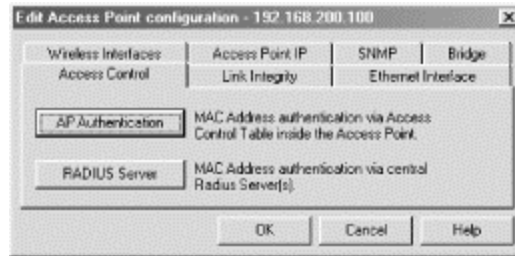 Edit Access Point configuration - 192.168.200.100
Wireless Interfaces Access Point IP SNMP Bridge
Access Control Link Integrity Ethernet Interface
AP Authentication
MAC Address authentication via Access
Control Table inside the Access Point.
RADIUS Server
MAC Address authentication via central
Radius Server(s).
OK Cancel Help